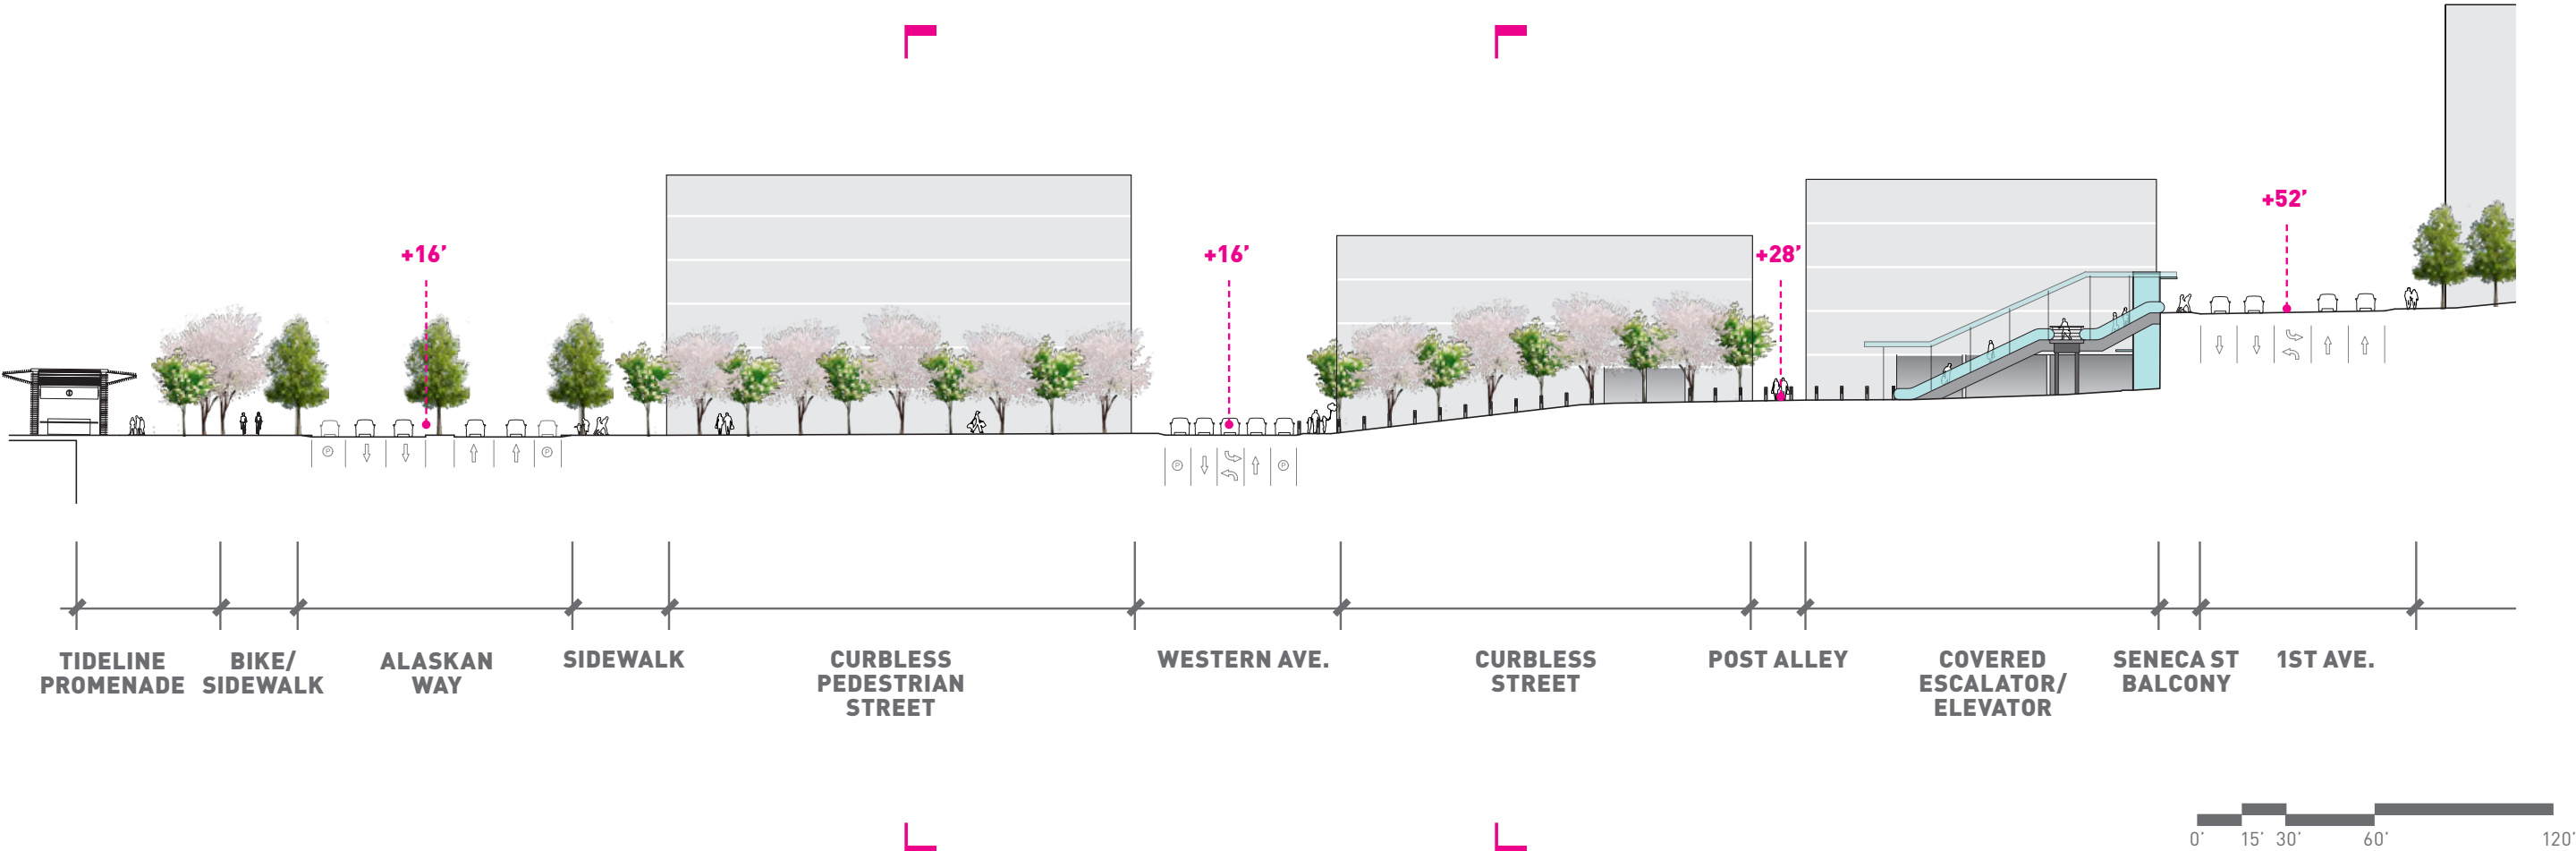 +52’
+16’
+16’
+28’
P
P
P
P
TIDELINE
PROMENADE
BIKE/
SIDEWALK
ALASKAN
WAY
SIDEWALK
CURBLESS
PEDESTRIAN
STREET
WESTERN AVE.
CURBLESS
STREET
POST ALLEY
COVERED
ESCALATOR/
ELEVATOR
SENECA ST
BALCONY
1ST AVE.
0’ 15’ 30’ 60’ 120’